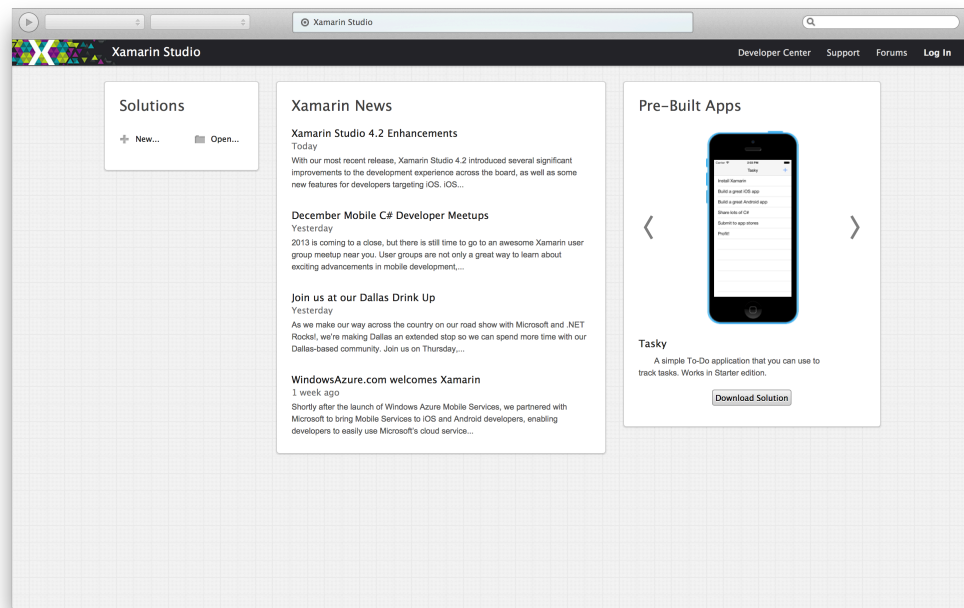 Xamarin Studio
X Xamarin Studio
Developer Center Support Forums Log In
Solutions
New... Open...
Xamarin News
Xamarin Studio 4.2 Enhancements
Today
With our most recent release, Xamarin Studio 4.2 introduced several significant
improvements to the development experience across the board, as well as some
new features for developers targeting iOS. iOS...
December Mobile C# Developer Meetups
Yesterday
2013 is coming to a close, but there is still time to go to an awesome Xamarin user
group meetup near you. User groups are not only a great way to learn about
exciting advancements in mobile development,...
Join us at our Dallas Drink Up
Yesterday
As we make our way across the country on our road show with Microsoft and .NET
Rocks!, we're making Dallas an extended stop so we can spend more time with our
Dallas-based community. Join us on Thursday,...
WindowsAzure.com welcomes Xamarin
1 week ago
Shortly after the launch of Windows Azure Mobile Services, we partnered with
Microsoft to bring Mobile Services to iOS and Android developers, enabling
developers to easily use Microsoft's cloud service...
Pre-Built Apps
Tasky +
Install Xamarin
Build a great iOS app
Build a great Android app
Share lots of C#
Submit to app stores
Profit!
Tasky
A simple To-Do application that you can use to
track tasks. Works in Starter edition.
Download Solution